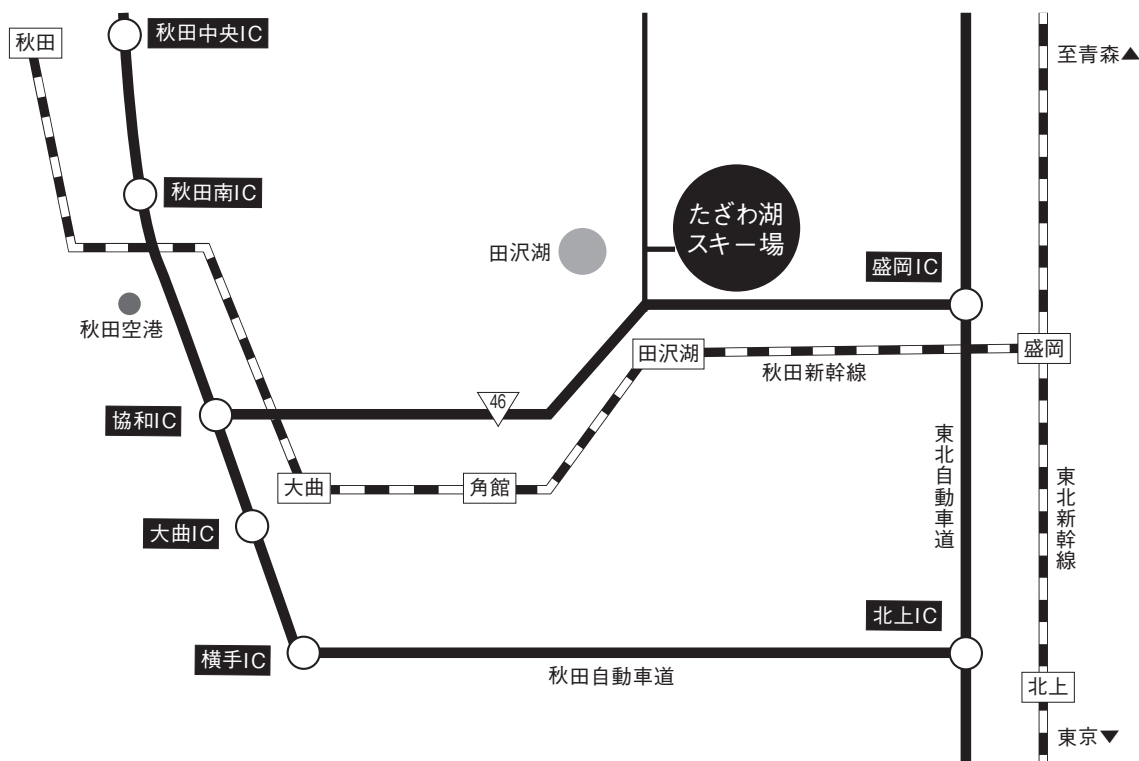 秋田
秋田中央IC
至青森▲
秋田南IC
たざわ湖
スキー場
田沢湖
盛岡IC
秋田空港
田沢湖
盛岡
秋田新幹線
46
協和IC
東北自動車道
東北新幹線
大曲
角館
大曲IC
北上IC
横手IC
秋田自動車道
北上
東京▼